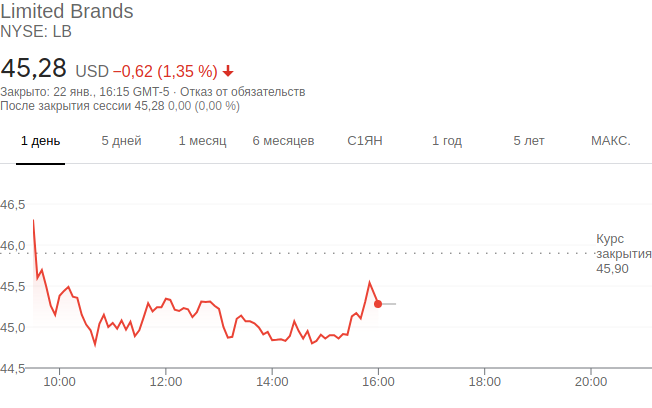 Limited Brands
NYSE: LB
45,28 USD −0,62 (1,35 %)
Закрыто: 22 янв., 16:15 GMT-5 · Отказ от обязательств
После закрытия сессии 45,28 0,00 (0,00 %)
1 день 5 дней 1 месяц 6 месяцев С1ЯН 1 год 5 лет МАКС.
46,5
46,0
Курс
закрытия
45,90
45,5
45,0
44,5
10:00 12:00 14:00 16:00 18:00 20:00